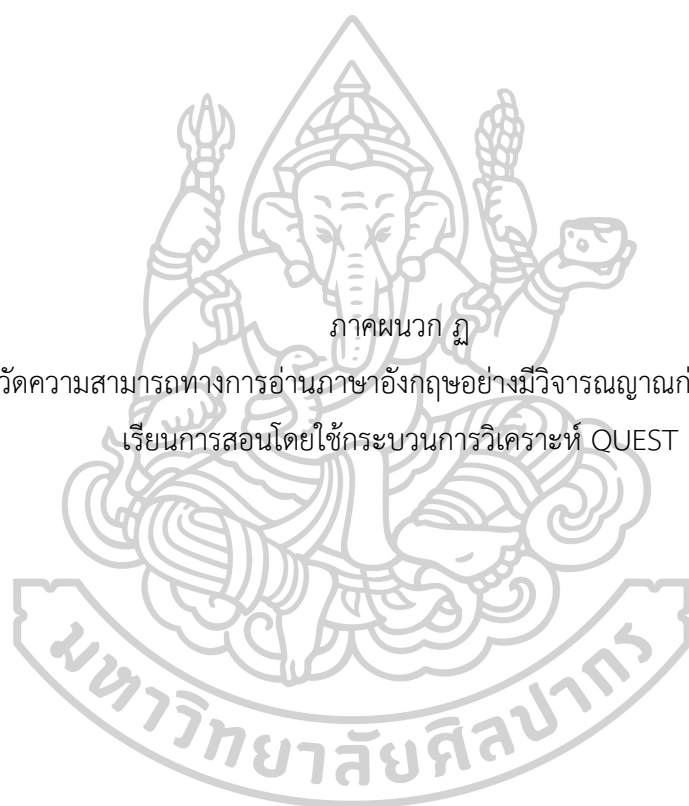 ภาคผนวก ฏ
วัดความสามารถทางการอ่านภาษาอังกฤษอย่างมีวิจารณญาณก่
เรียนการสอนโดยใช้กระบวนการวิเคราะห์ QUEST
มหาวิทยาลัยศิลปากร